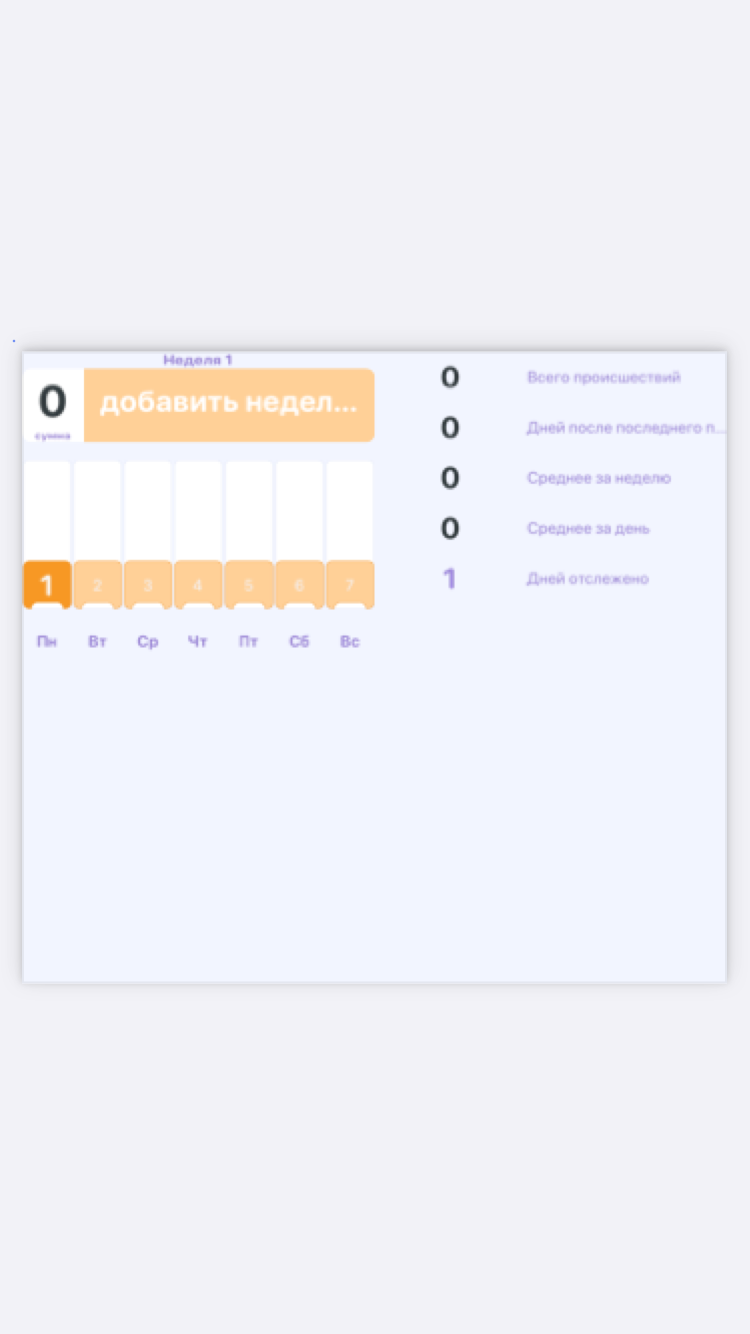 Неделя 1
0
сумма
добавить недел...
1 2 3 4 5 6 7
Пн Вт Ср Чт Пт Сб Вс
0 Всего происшествий
0 Дней после последнего п...
0 Среднее за неделю
0 Среднее за день
1 Дней отслежено